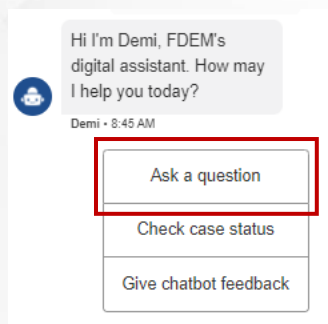 Hi I'm Demi, FDEM's
digital assistant. How may
I help you today?
Demi • 8:45 AM
Ask a question
Check case status
Give chatbot feedback